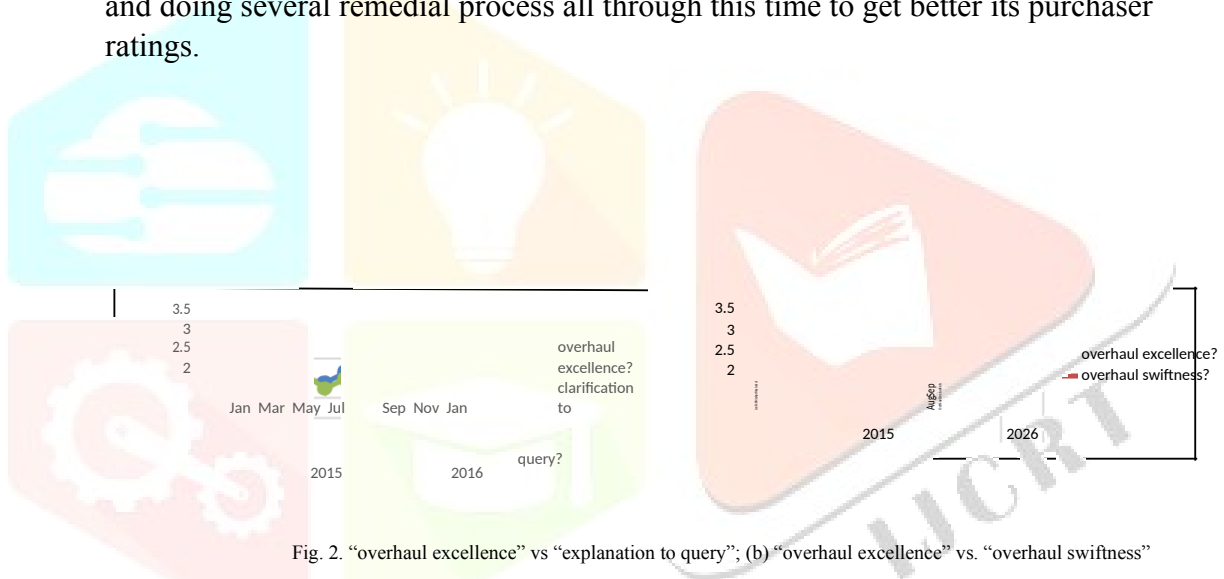 and doing several remedial process all through this time to get better its purchaser
ratings.
3.5
3
2.5
2
overhaul
excellence?
clarification
to
query?
Jan Mar May Jul Sep Nov Jan
2015 2016
3.5
3
2.5
2
AugSep
overhaul excellence?
overhaul swiftness?
2015 2026
IJCRT
Fig. 2. “overhaul excellence” vs “explanation to query”; (b) “overhaul excellence” vs. “overhaul swiftness”